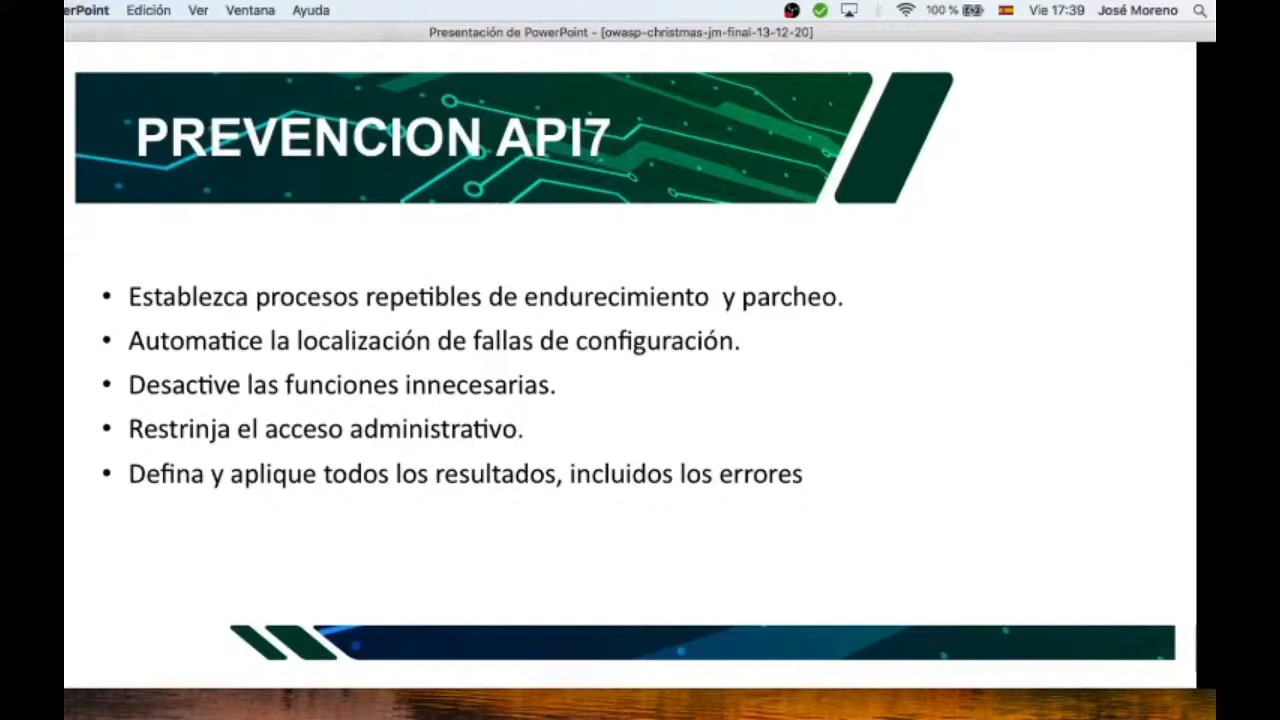 erPoint Edición Ver Ventana Ayuda 100 % Vie 17:39 José Moreno
Presentación de PowerPoint - [owasp-christmas-jm-final-13-12-20]
PREVENCION API7
• Establezca procesos repetibles de endurecimiento y parcheo.
• Automatice la localización de fallas de configuración.
• Desactive las funciones innecesarias.
• Restrinja el acceso administrativo.
• Defina y aplique todos los resultados, incluidos los errores